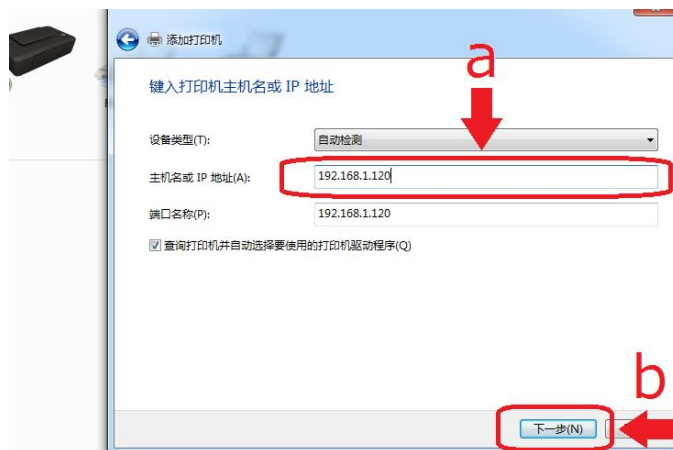 添加打印机
a
键入打印机主机名或 IP 地址
设备类型(T):
自动检测
主机名或 IP 地址(A):
192.168.1.120
端口名称(P):
192.168.1.120
查询打印机并自动选择要使用的打印机驱动程序(Q)
b
下一步(N)